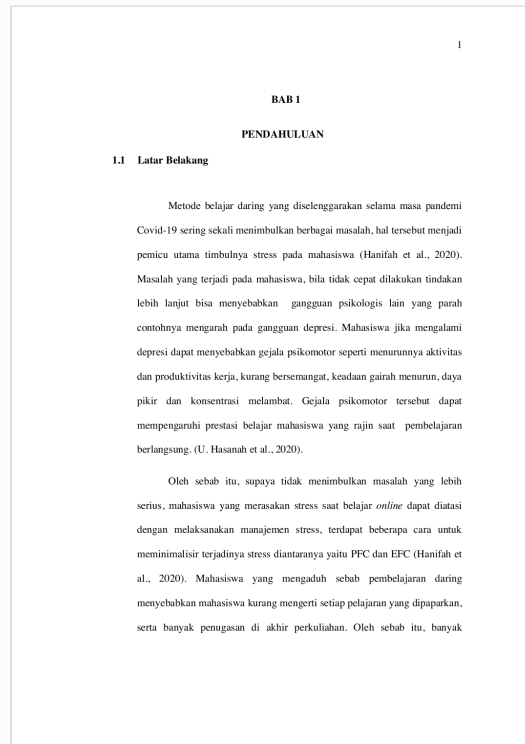 1
BAB 1
PENDAHULUAN
1.1 Latar Belakang
Metode belajar daring yang diselenggarakan selama masa pandemi
Covid-19 sering sekali menimbulkan berbagai masalah, hal tersebut menjadi
pemicu utama timbulnya stress pada mahasiswa (Hanifah et al., 2020).
Masalah yang terjadi pada mahasiswa, bila tidak cepat dilakukan tindakan
lebih lanjut bisa menyebabkan gangguan psikologis lain yang parah
contohnya mengarah pada gangguan depresi. Mahasiswa jika mengalami
depresi dapat menyebabkan gejala psikomotor seperti menurunnya aktivitas
dan produktivitas kerja, kurang bersemangat, keadaan gairah menurun, daya
pikir dan konsentrasi melambat. Gejala psikomotor tersebut dapat
mempengaruhi prestasi belajar mahasiswa yang rajin saat pembelajaran
berlangsung. (U. Hasanah et al., 2020).
Oleh sebab itu, supaya tidak menimbulkan masalah yang lebih
serius, mahasiswa yang merasakan stress saat belajar online dapat diatasi
dengan melaksanakan manajemen stress, terdapat beberapa cara untuk
meminimalisir terjadinya stress diantaranya yaitu PFC dan EFC (Hanifah et
al., 2020). Mahasiswa yang mengaduh sebab pembelajaran daring
menyebabkan mahasiswa kurang mengerti setiap pelajaran yang dipaparkan,
serta banyak penugasan di akhir perkuliahan. Oleh sebab itu, banyak